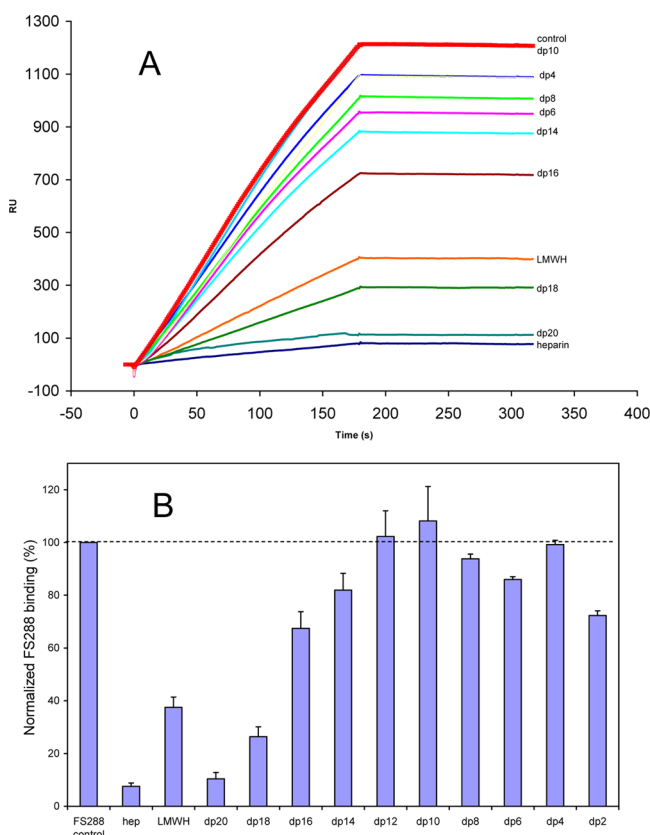 1300
A
control
dp10
1100
dp4
dp8
900
dp6
dp14
RU
700
dp16
500
LMWH
300
dp18
100
dp20
heparin
-100
-50 0 50 100 150 200 250 300 350 400
Time (s)
B
120
100
80
60
40
20
0
Normalized FS288 binding (%)
FS288 hep LMWH dp20 dp18 dp16 dp14 dp12 dp10 dp8 dp6 dp4 dp2
control